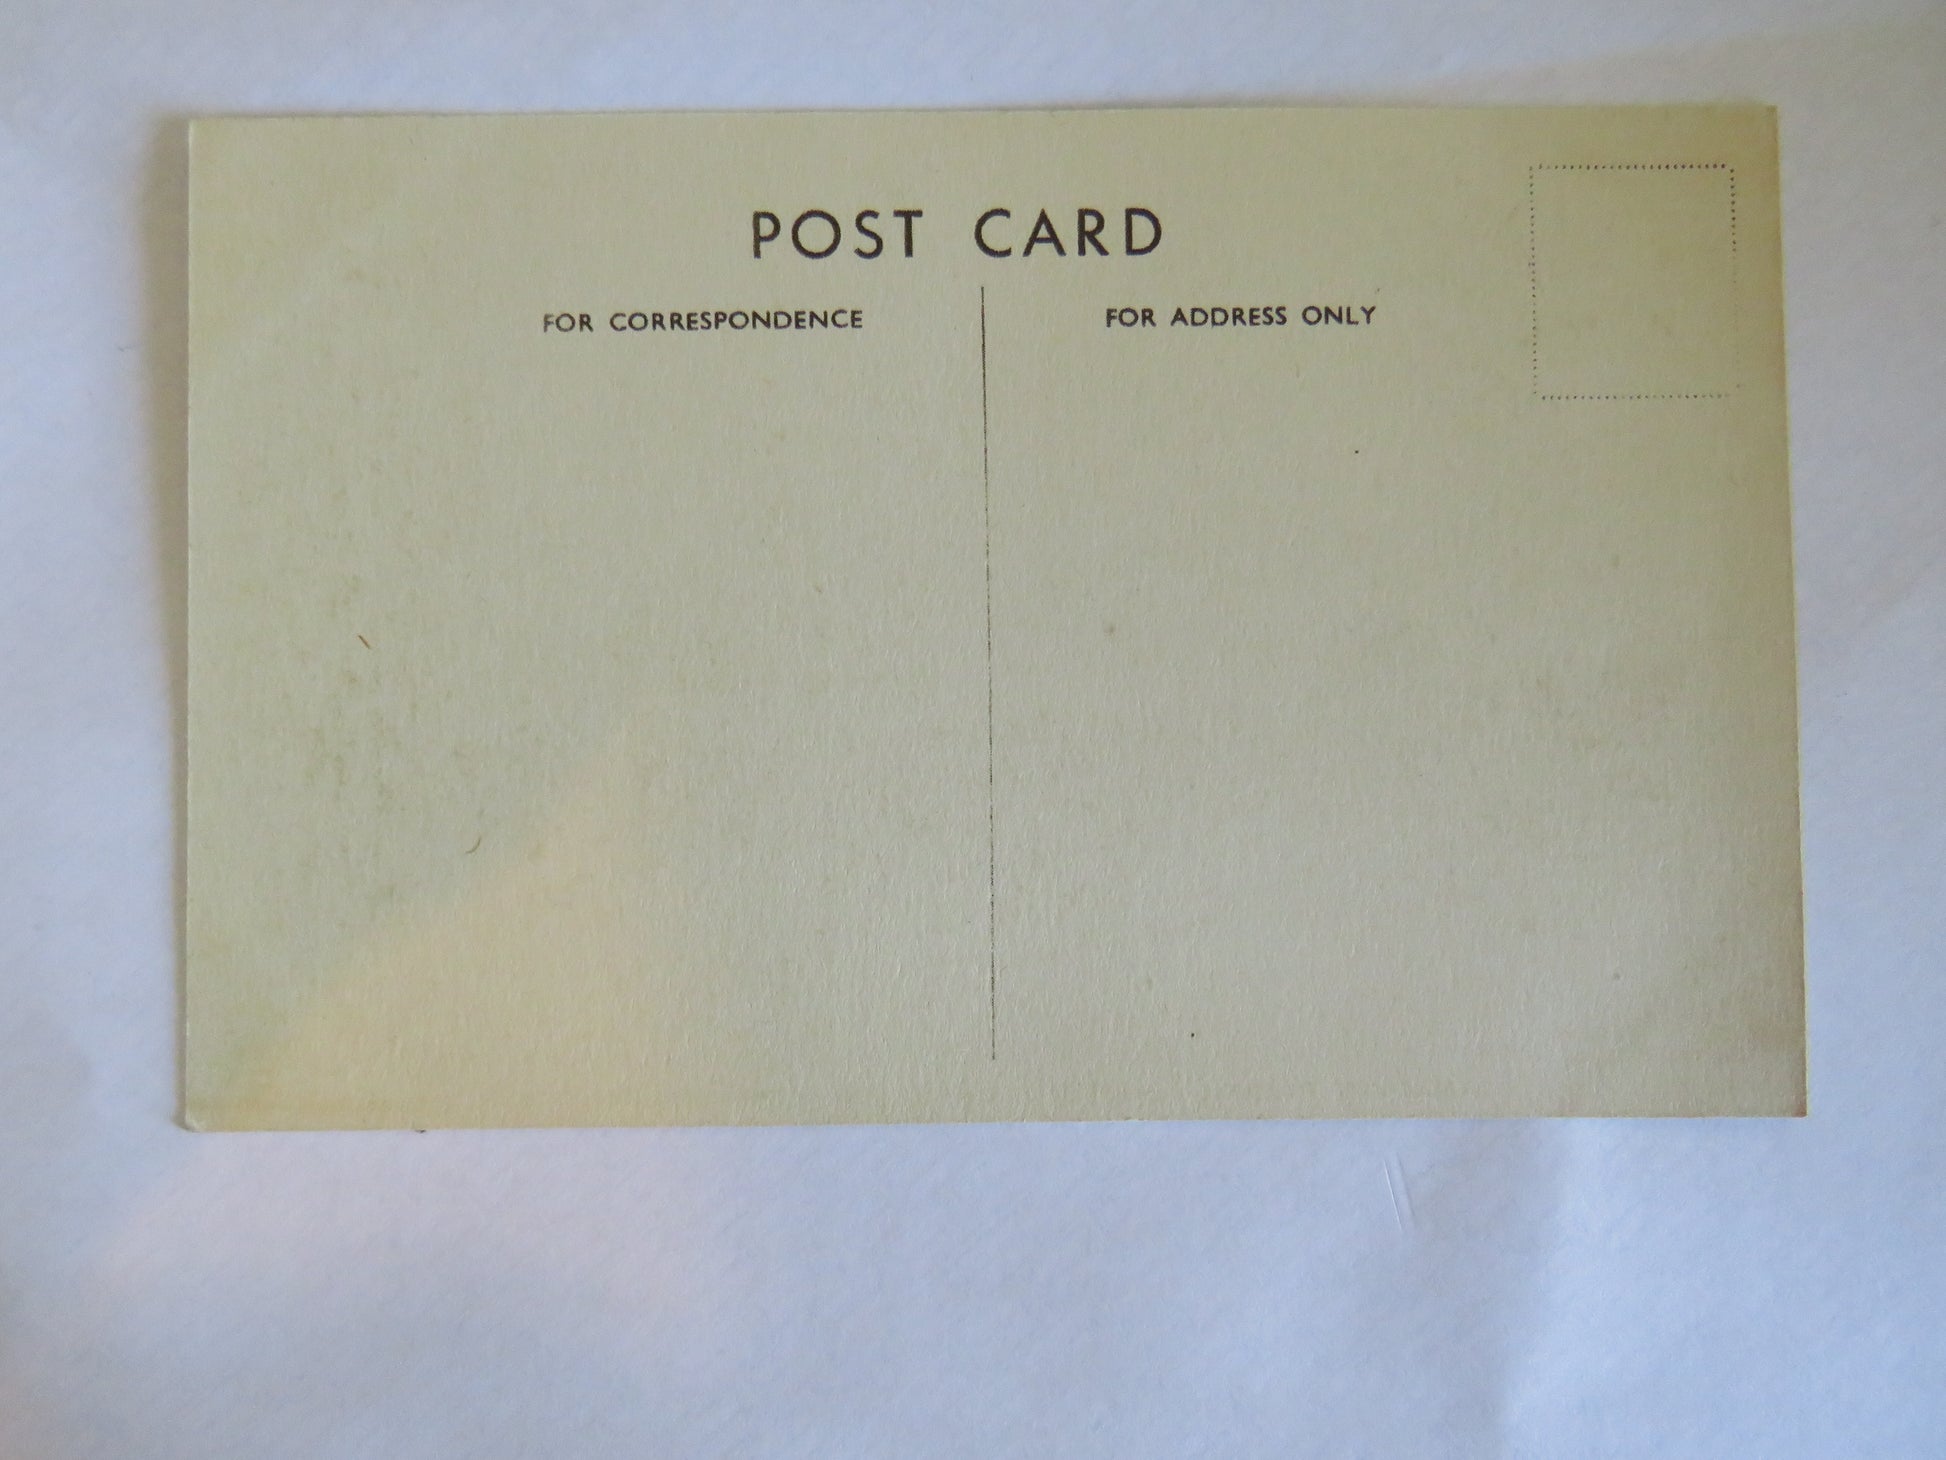 POST CARD
FOR CORRESPONDENCE
FOR ADDRESS ONLY